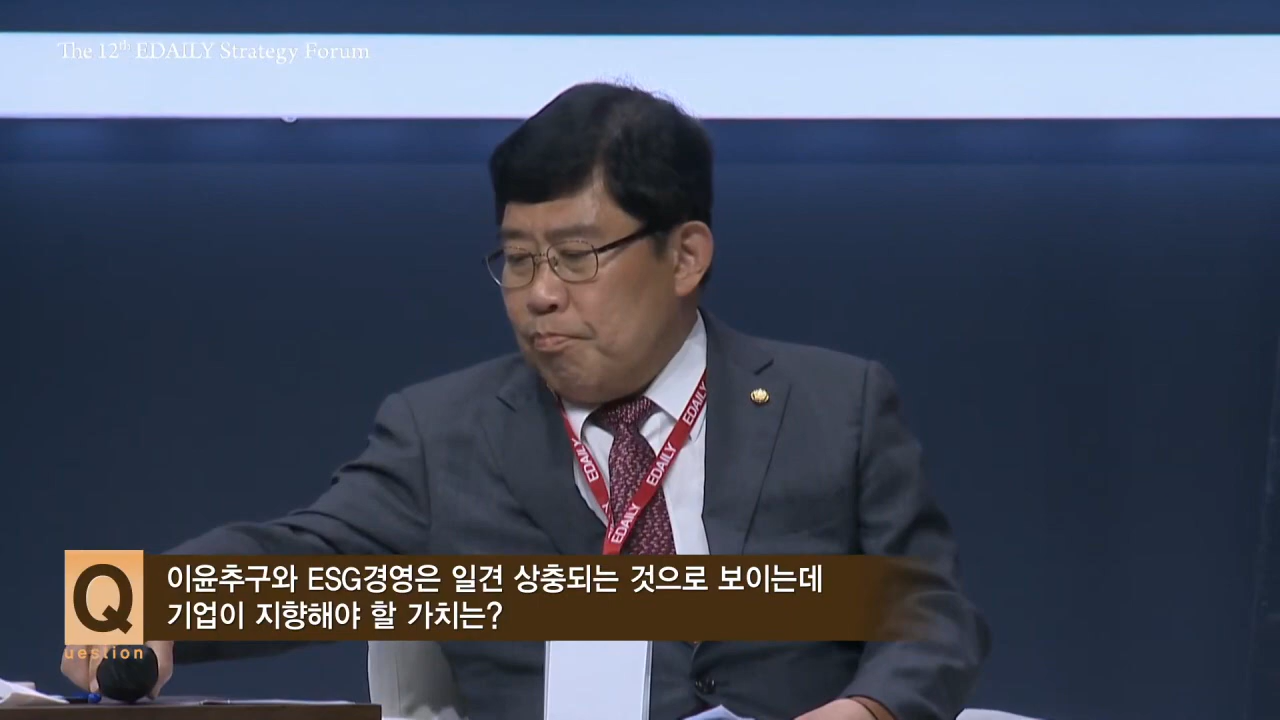 The 12th EDAILY Strategy Forum
EDAILY
EDAILY
EDAILY
EDAILY
Q
uestion
이윤추구와 ESG경영은 일견 상충되는 것으로 보이는데
기업이 지향해야 할 가치는?